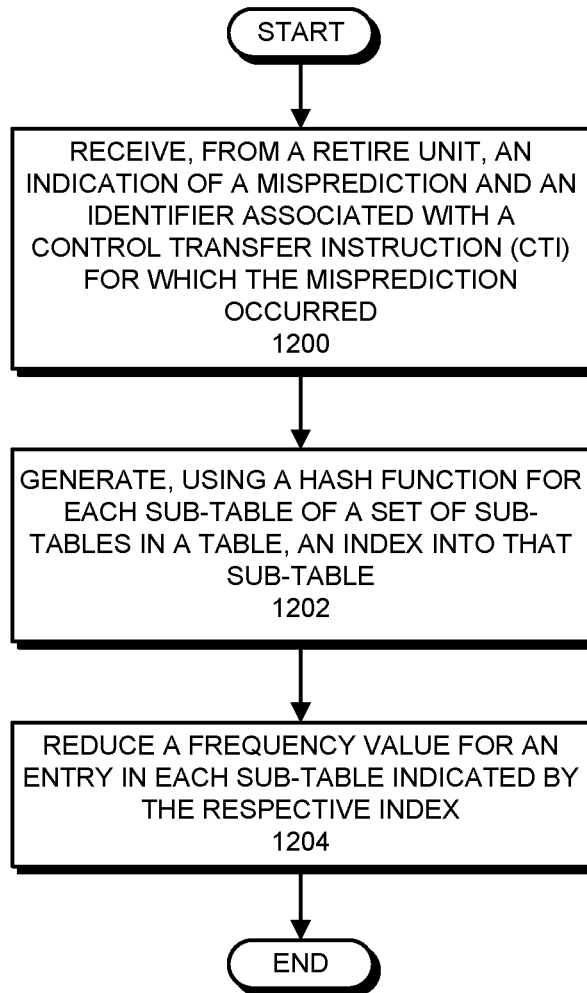 START
RECEIVE, FROM A RETIRE UNIT, AN
INDICATION OF A MISPREDICTION AND AN
IDENTIFIER ASSOCIATED WITH A
CONTROL TRANSFER INSTRUCTION (CTI)
FOR WHICH THE MISPREDICTION
OCCURRED
1200
GENERATE, USING A HASH FUNCTION FOR
EACH SUB-TABLE OF A SET OF SUB-
TABLES IN A TABLE, AN INDEX INTO THAT
SUB-TABLE
1202
REDUCE A FREQUENCY VALUE FOR AN
ENTRY IN EACH SUB-TABLE INDICATED BY
THE RESPECTIVE INDEX
1204
END